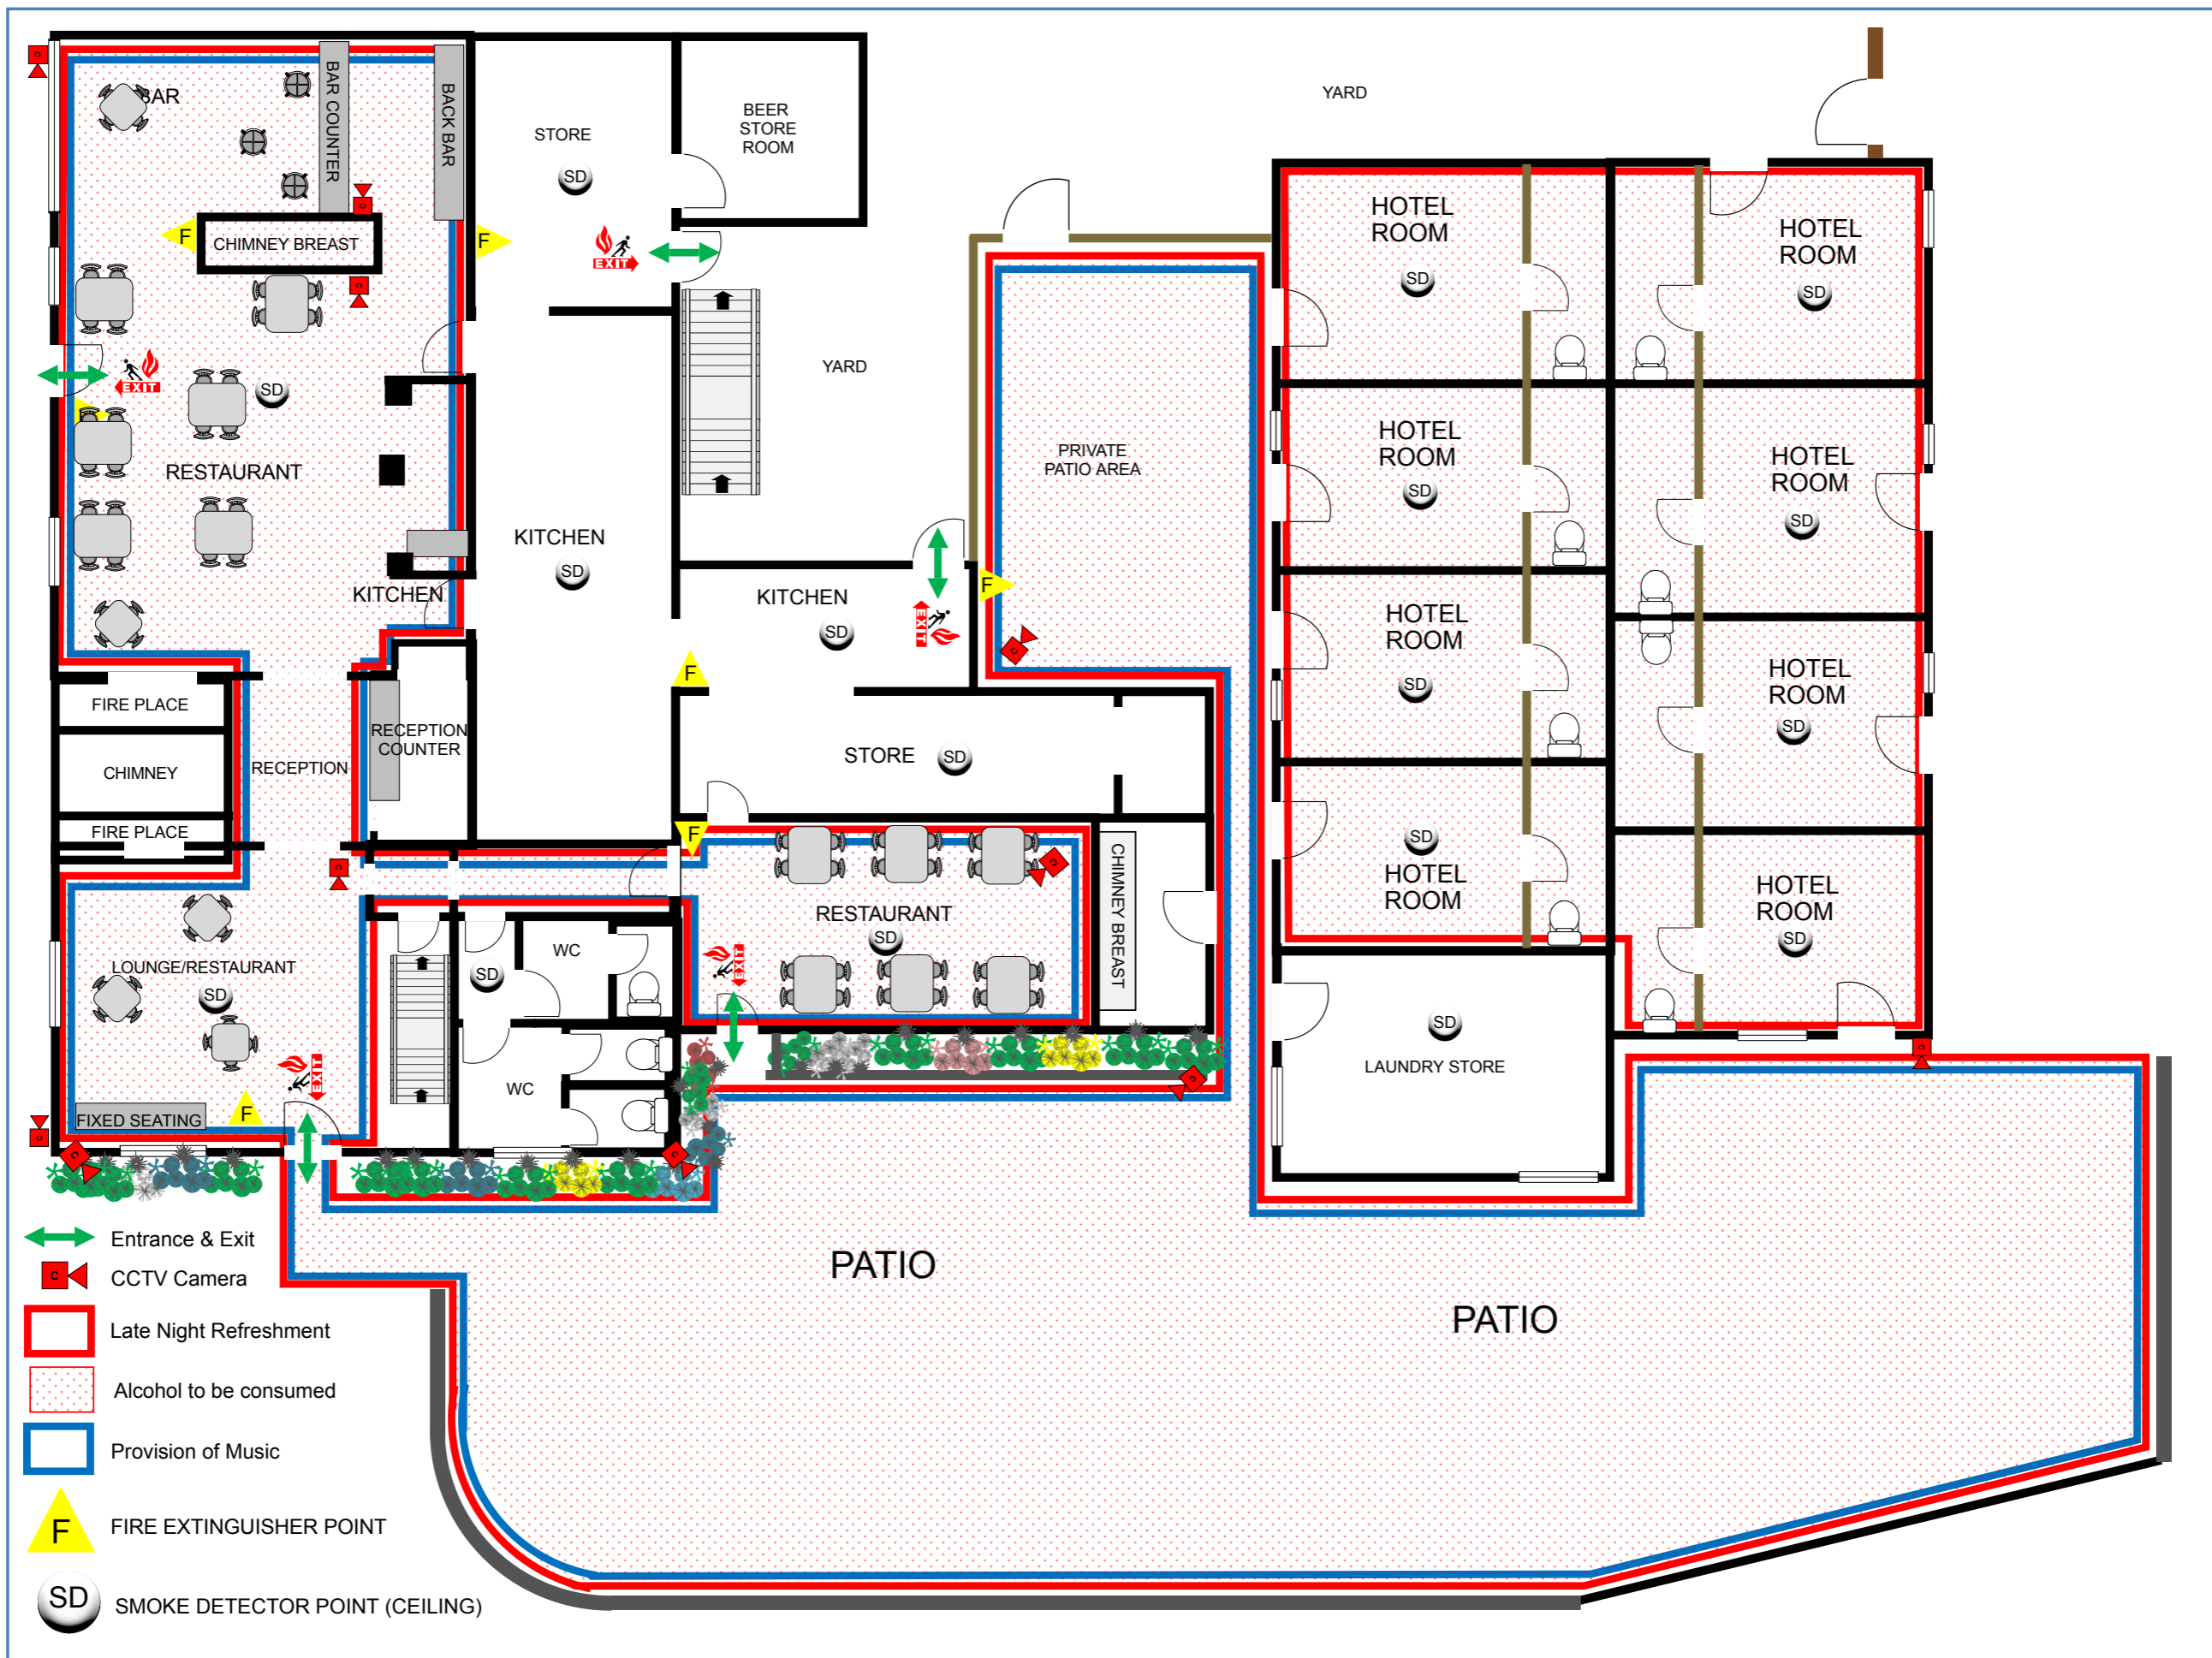 BAR
BAR COUNTER
BACK BAR
STORE
SD
BEER
STORE
ROOM
YARD
F
CHIMNEY BREAST
F
EXIT
HOTEL
ROOM
SD
HOTEL
ROOM
SD
YARD
EXIT
SD
F
RESTAURANT
PRIVATE
PATIO AREA
HOTEL
ROOM
SD
HOTEL
ROOM
SD
KITCHEN
SD
KITCHEN
KITCHEN
SD
EXIT
F
HOTEL
ROOM
SD
HOTEL
ROOM
SD
F
FIRE PLACE
RECEPTION
COUNTER
CHIMNEY
RECEPTION
STORE
SD
FIRE PLACE
F
C
C
C
C
C
CHIMNEY BREAST
SD
HOTEL
ROOM
HOTEL
ROOM
SD
RESTAURANT
SD
EXIT
WC
SD
LOUNGE/RESTAURANT
SD
EXIT
WC
SD
LAUNDRY STORE
FIXED SEATING
F
C
C
C
C
C
PATIO
PATIO
Entrance & Exit
C
CCTV Camera
Late Night Refreshment
Alcohol to be consumed
Provision of Music
F
FIRE EXTINGUISHER POINT
SD
SMOKE DETECTOR POINT (CEILING)